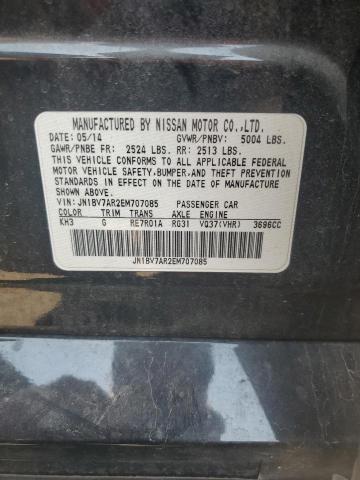 MANUFACTURED BY NISSAN MOTOR CO.,LTD.
DATE: 05/14 GVWR/PNBV: 5004 LBS.
GAWR/PNBE FR: 2524 LBS. RR: 2513 LBS.
THIS VEHICLE CONFORMS TO ALL APPLICABLE FEDERAL
MOTOR VEHICLE SAFETY,BUMPER,AND THEFT PREVENTION
STANDARDS IN EFFECT ON THE DATE OF MANUFACTURE
SHOWN ABOVE.
VIN: JN1BV7AR2EM707085 PASSENGER CAR
COLOR TRIM TRANS AXLE ENGINE
KH3 G RE7R01A RG31 VQ37(VHR) 3696CC
JN1BV7AR2EM707085